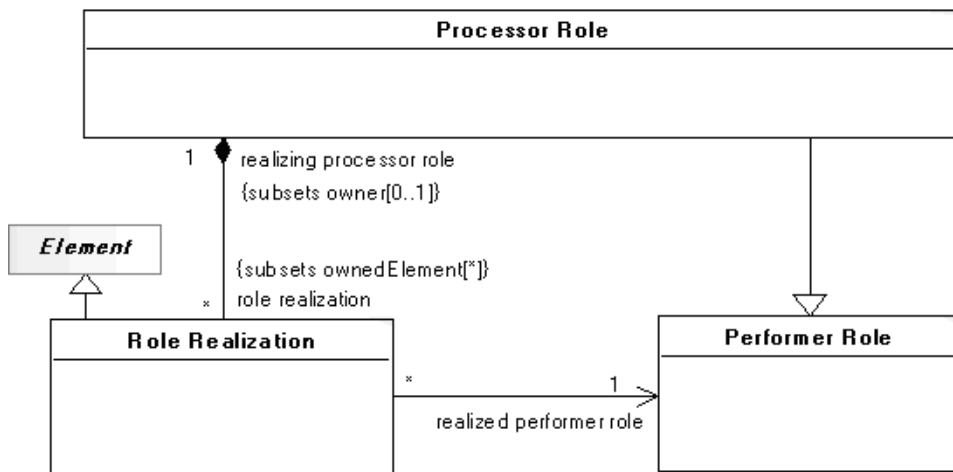 Processor Role
1
realizing processor role
{subsets owner[0..1]}
Element
{subsets ownedElement[*]}
* role realization
Role Realization
Performer Role
* 1
realized performer role